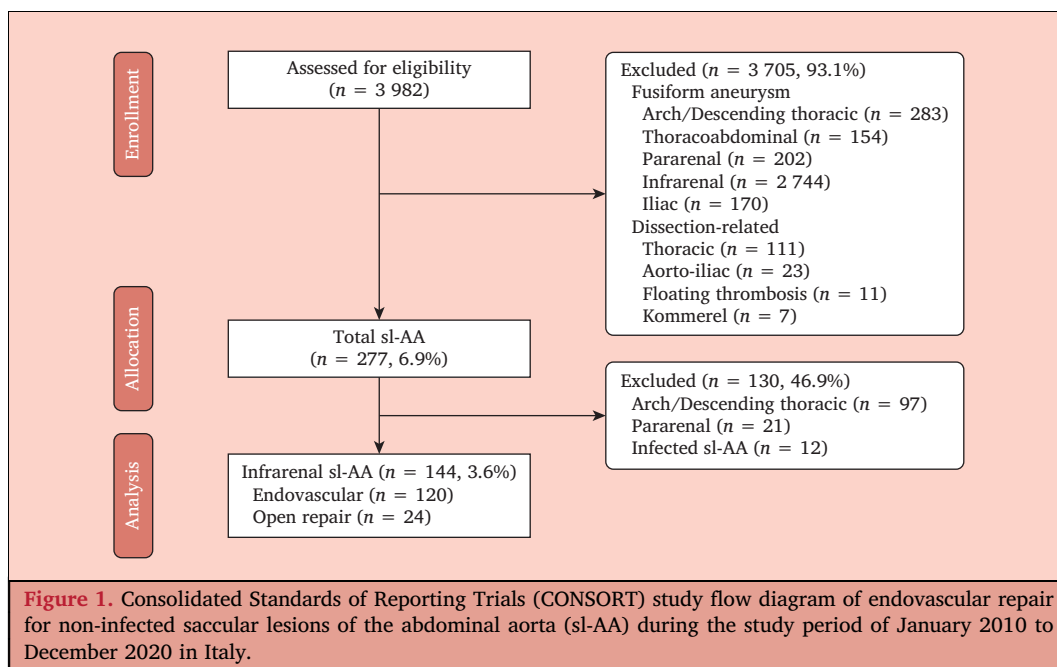 Enrollment
Assessed for eligibility
(n = 3 982)
Excluded (n = 3 705, 93.1%)
Fusiform aneurysm
Arch/Descending thoracic (n = 283)
Thoracoabdominal (n = 154)
Pararenal (n = 202)
Infrarenal (n = 2 744)
Iliac (n = 170)
Dissection-related
Thoracic (n = 111)
Aorto-iliac (n = 23)
Floating thrombosis (n = 11)
Kommerel (n = 7)
Allocation
Total sl-AA
(n = 277, 6.9%)
Excluded (n = 130, 46.9%)
Arch/Descending thoracic (n = 97)
Pararenal (n = 21)
Infected sl-AA (n = 12)
Analysis
Infrarenal sl-AA (n = 144, 3.6%)
Endovascular (n = 120)
Open repair (n = 24)
Figure 1. Consolidated Standards of Reporting Trials (CONSORT) study flow diagram of endovascular repair
for non-infected saccular lesions of the abdominal aorta (sl-AA) during the study period of January 2010 to
December 2020 in Italy.